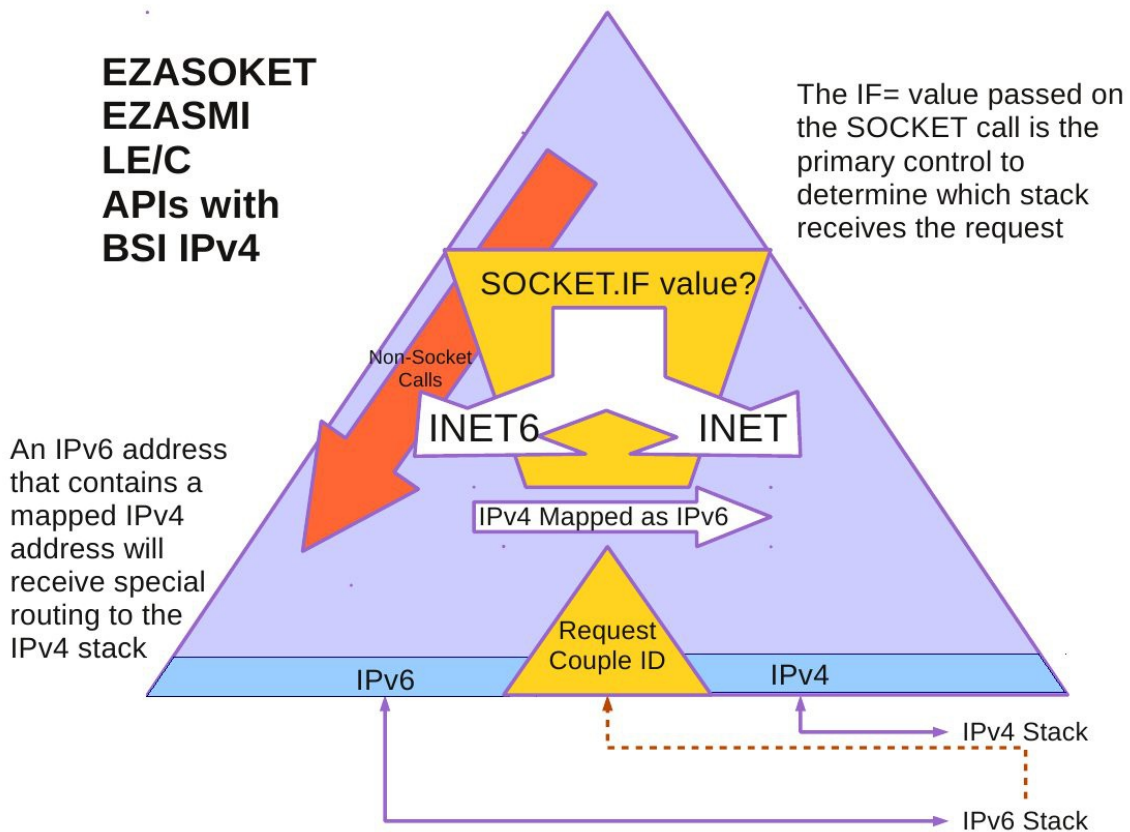 EZASOKET
EZASMI
LE/C
APIs with
BSI IPv4
The IF= value passed on
the SOCKET call is the
primary control to
determine which stack
receives the request
SOCKET.IF value?
Non-Socket
Calls
INET6
INET
An IPv6 address
that contains a
mapped IPv4
address will
receive special
routing to the
IPv4 stack
IPv4 Mapped as IPv6
Request
Couple ID
IPv6
IPv4
IPv4 Stack
IPv6 Stack